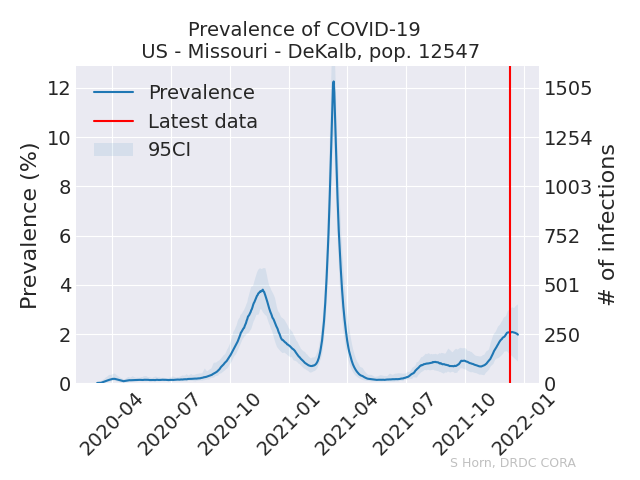 Prevalence of COVID-19
US - Missouri - DeKalb, pop. 12547
Prevalence
Latest data
95CI
Prevalence (%)
12
10
8
6
4
2
0
1505
1254
1003
752
501
250
0
# of infections
2020-04
2020-07
2020-10
2021-01
2021-04
2021-07
2021-10
2022-01
S Horn, DRDC CORA